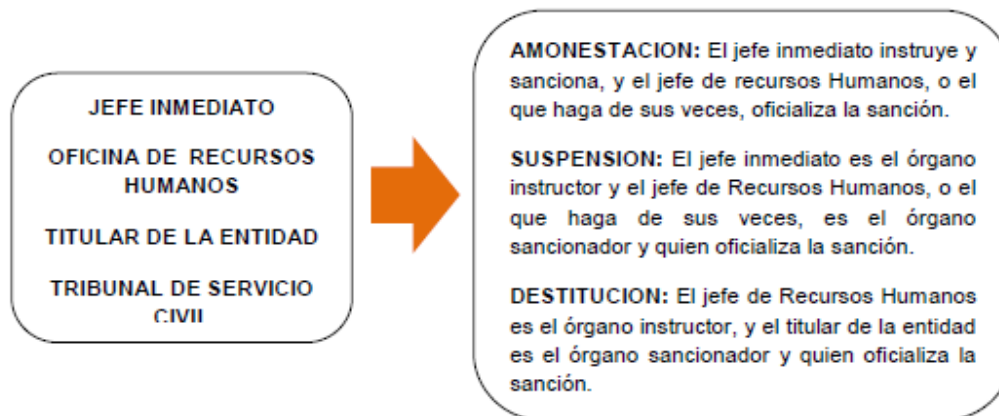 JEFE INMEDIATO
OFICINA DE RECURSOS
HUMANOS
TITULAR DE LA ENTIDAD
TRIBUNAL DE SERVICIO
CIVIL
AMONESTACION: El jefe inmediato instruye y
sanciona, y el jefe de recursos Humanos, o el
que haga de sus veces, oficializa la sanción.
SUSPENSION: El jefe inmediato es el órgano
instructor y el jefe de Recursos Humanos, o el
que haga de sus veces, es el órgano
sancionador y quien oficializa la sanción.
DESTITUCION: El jefe de Recursos Humanos
es el órgano instructor, y el titular de la entidad
es el órgano sancionador y quien oficializa la
sanción.